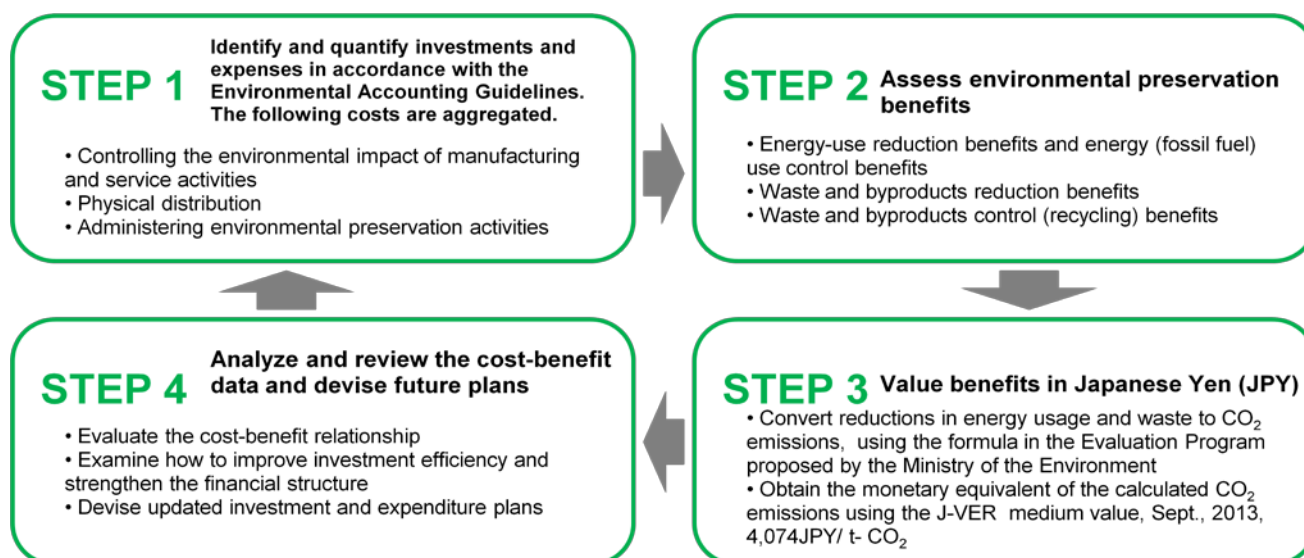 STEP 1
Identify and quantify investments and
expenses in accordance with the
Environmental Accounting Guidelines.
The following costs are aggregated.
• Controlling the environmental impact of manufacturing
and service activities
• Physical distribution
• Administering environmental preservation activities
STEP 2
Assess environmental preservation
benefits
• Energy-use reduction benefits and energy (fossil fuel)
use control benefits
• Waste and byproducts reduction benefits
• Waste and byproducts control (recycling) benefits
STEP 3
Value benefits in Japanese Yen (JPY)
• Convert reductions in energy usage and waste to CO₂
emissions, using the formula in the Evaluation Program
proposed by the Ministry of the Environment
• Obtain the monetary equivalent of the calculated CO₂
emissions using the J-VER medium value, Sept., 2013,
4,074JPY/ t- CO₂
STEP 4
Analyze and review the cost-benefit
data and devise future plans
• Evaluate the cost-benefit relationship
• Examine how to improve investment efficiency and
strengthen the financial structure
• Devise updated investment and expenditure plans